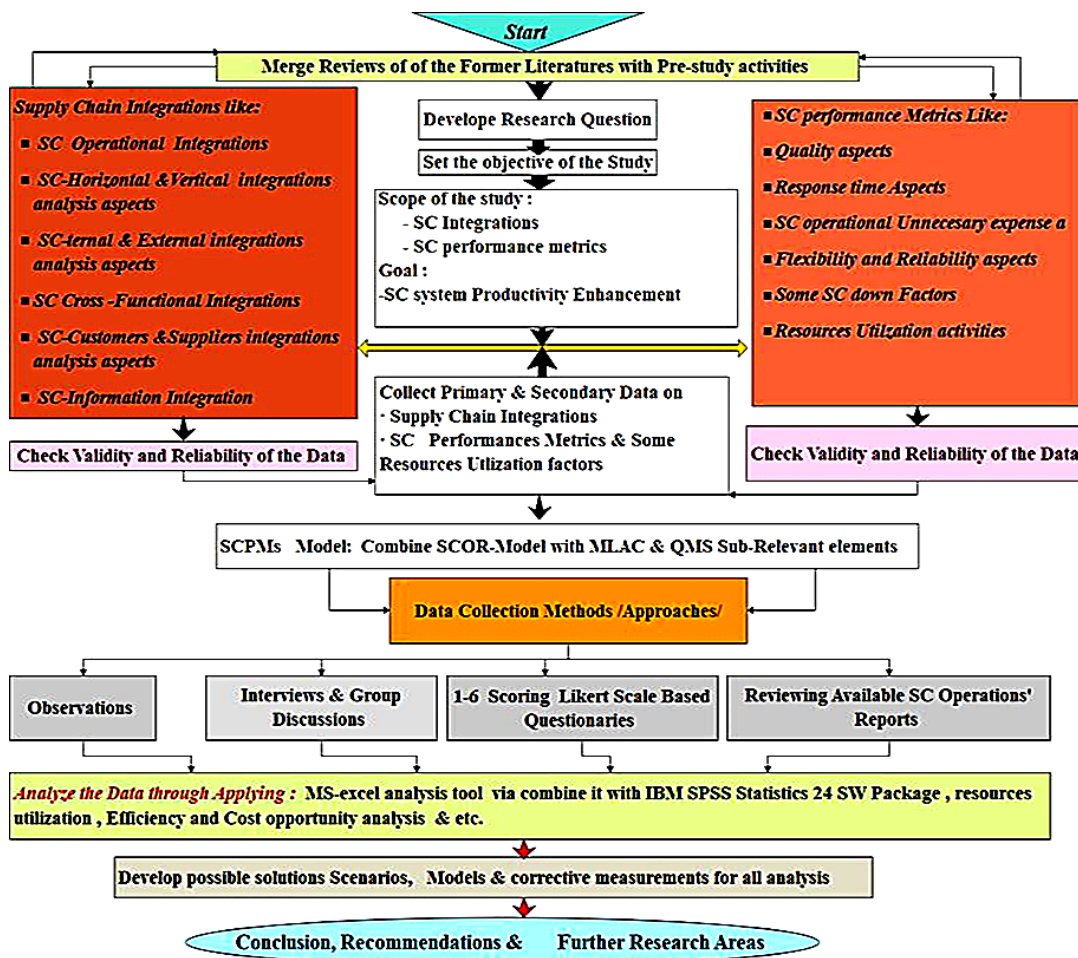 Start
Merge Reviews of of the Former Literatures with Pre-study activities
Supply Chain Integrations like:
▪ SC Operational Integrations
▪ SC-Horizontal &Vertical integrations
analysis aspects
▪ SC-ternal & External integrations
analysis aspects
▪ SC Cross -Functional Integrations
▪ SC-Customers &Suppliers integrations
analysis aspects
▪ SC-Information Integration
Check Validity and Reliability of the Data
Develope Research Question
Set the objective of the Study
Scope of the study :
- SC Integrations
- SC performance metrics
Goal :
-SC system Productivity Enhancement
▪ SC performance Metrics Like:
▪ Quality aspects
▪ Response time Aspects
▪ SC operational Unnecesary expense a
▪ Flexibility and Reliability aspects
▪ Some SC down Factors
▪ Resources Utilzation activities
Check Validity and Reliability of the Data
Collect Primary & Secondary Data on
· Supply Chain Integrations
· SC Performances Metrics & Some
Resources Utlization factors
SCPMs Model: Combine SCOR-Model with MLAC & QMS Sub-Relevant elements
Data Collection Methods /Approaches/
Observations
Interviews & Group
Discussions
1-6 Scoring Likert Scale Based
Questionaries
Reviewing Available SC Operations'
Reports
Analyze the Data through Applying : MS-excel analysis tool via combine it with IBM SPSS Statistics 24 SW Package , resources
utilization , Efficiency and Cost opportunity analysis & etc.
Develop possible solutions Scenarios, Models & corrective measurements for all analysis
Conclusion, Recommendations & Further Research Areas